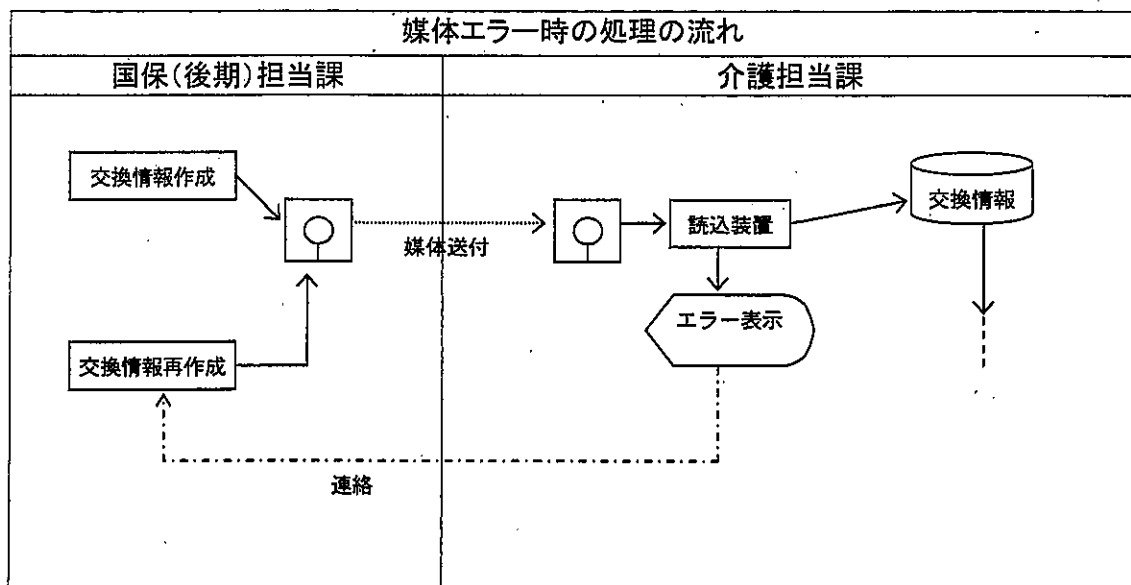 媒体エラー時の処理の流れ
国保(後期)担当課
介護担当課
交換情報作成
媒体送付
読込装置
交換情報
エラー表示
交換情報再作成
連絡